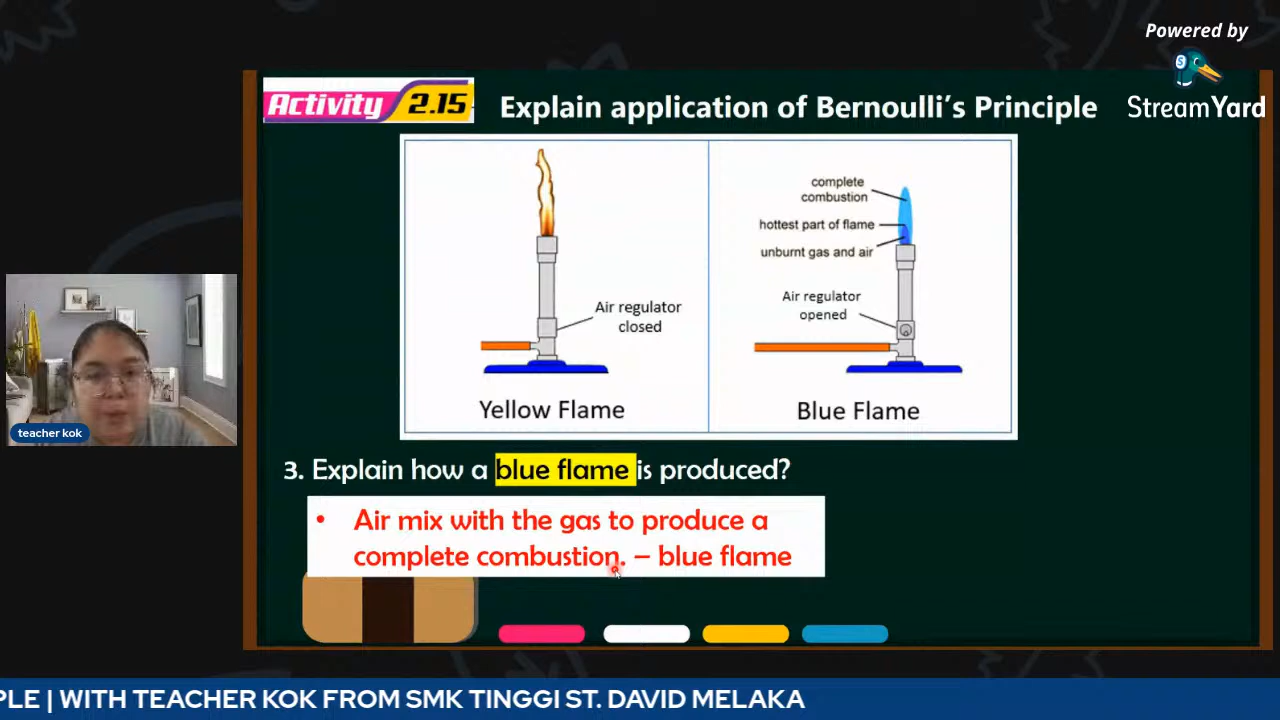 Powered by
StreamYard
Activity 2.15
Explain application of Bernoulli's Principle
complete
combustion
hottest part of flame
unburnt gas and air
Air regulator
closed
Air regulator
opened
Yellow Flame
Blue Flame
teacher kok
3. Explain how a blue flame is produced?
• Air mix with the gas to produce a
complete combustion. – blue flame
PLE | WITH TEACHER KOK FROM SMK TINGGI ST. DAVID MELAKA